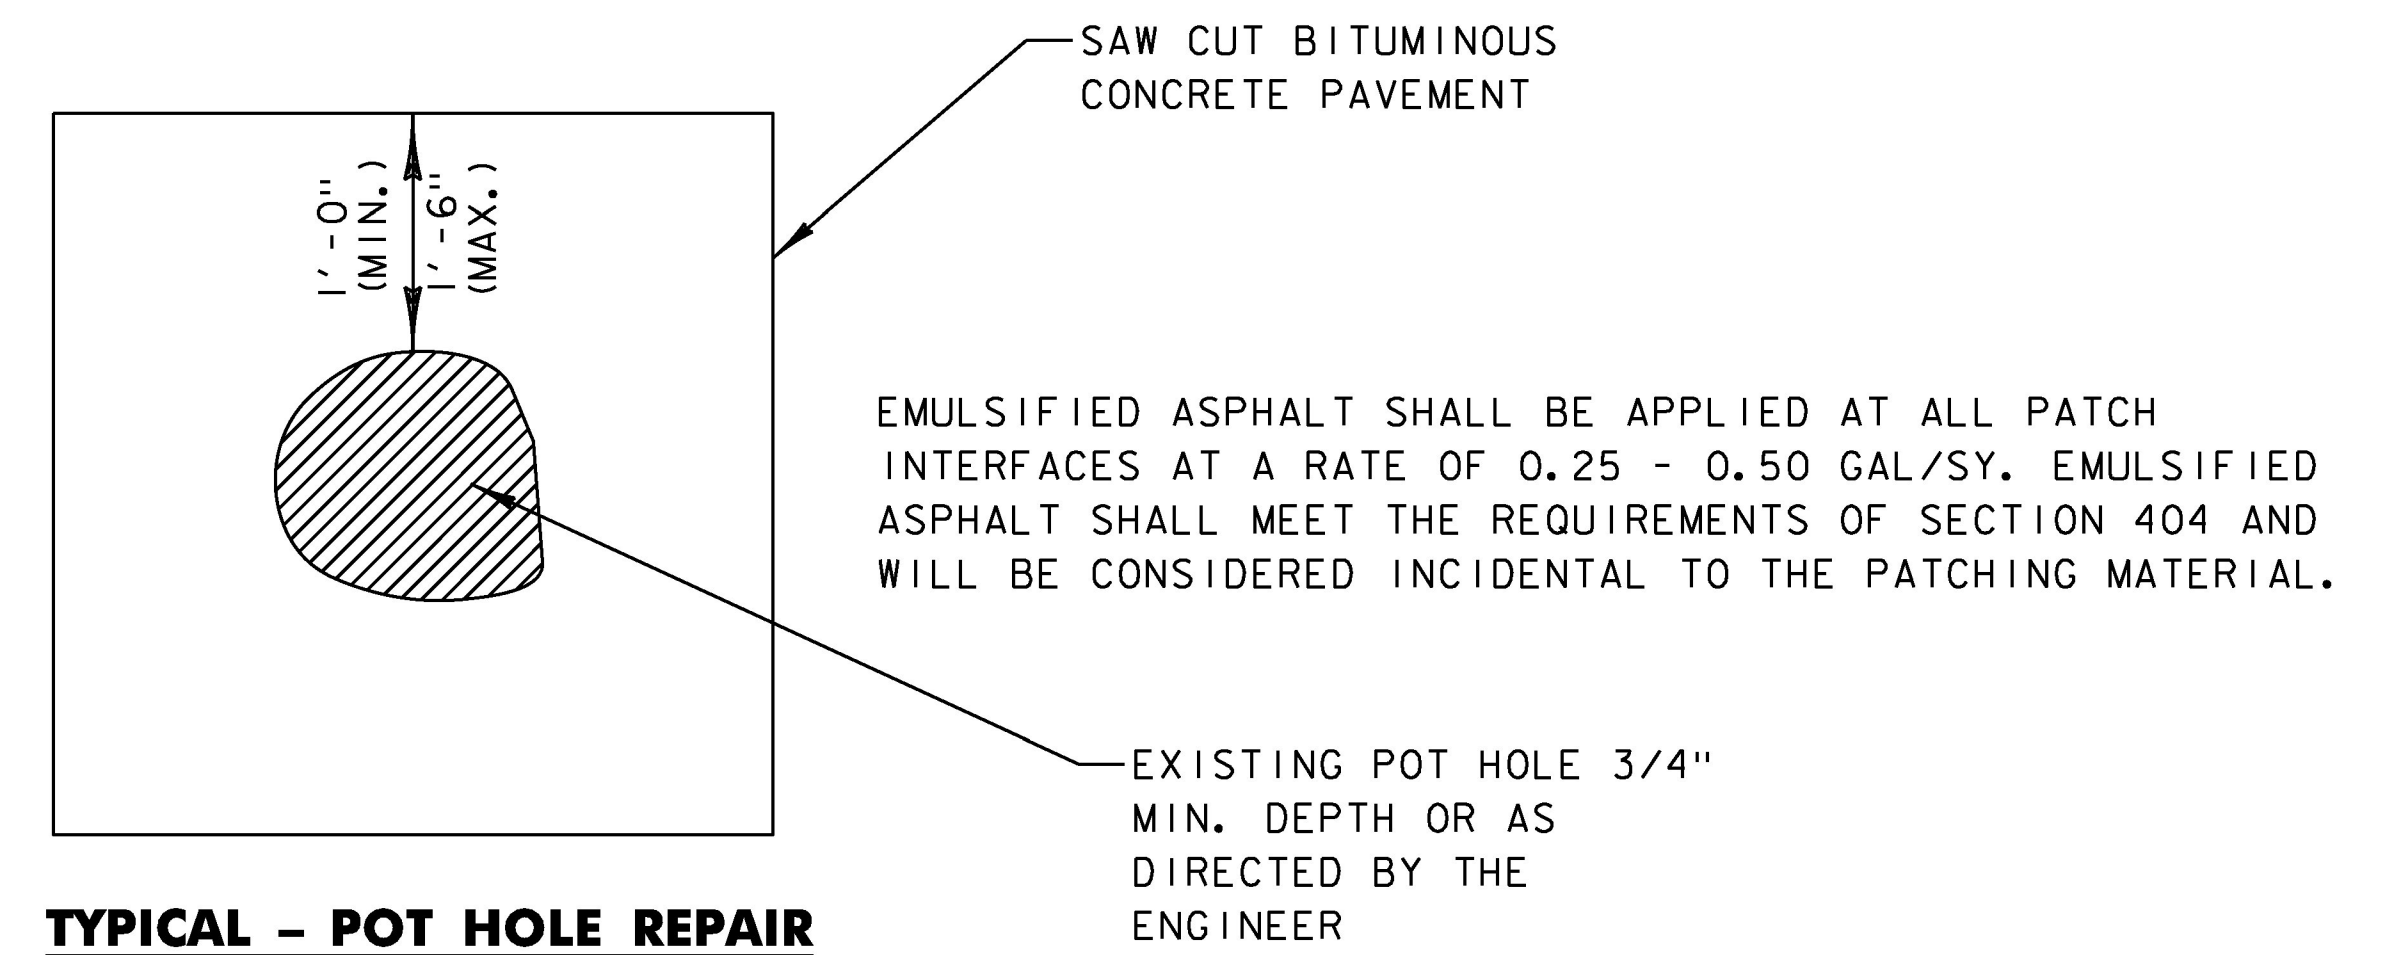 SAW CUT BITUMINOUS
CONCRETE PAVEMENT
1'-0"
(MIN.)
1'-6"
(MAX.)
EMULSIFIED ASPHALT SHALL BE APPLIED AT ALL PATCH
INTERFACES AT A RATE OF 0.25 - 0.50 GAL/SY. EMULSIFIED
ASPHALT SHALL MEET THE REQUIREMENTS OF SECTION 404 AND
WILL BE CONSIDERED INCIDENTAL TO THE PATCHING MATERIAL.
EXISTING POT HOLE 3/4"
MIN. DEPTH OR AS
DIRECTED BY THE
ENGINEER
TYPICAL – POT HOLE REPAIR